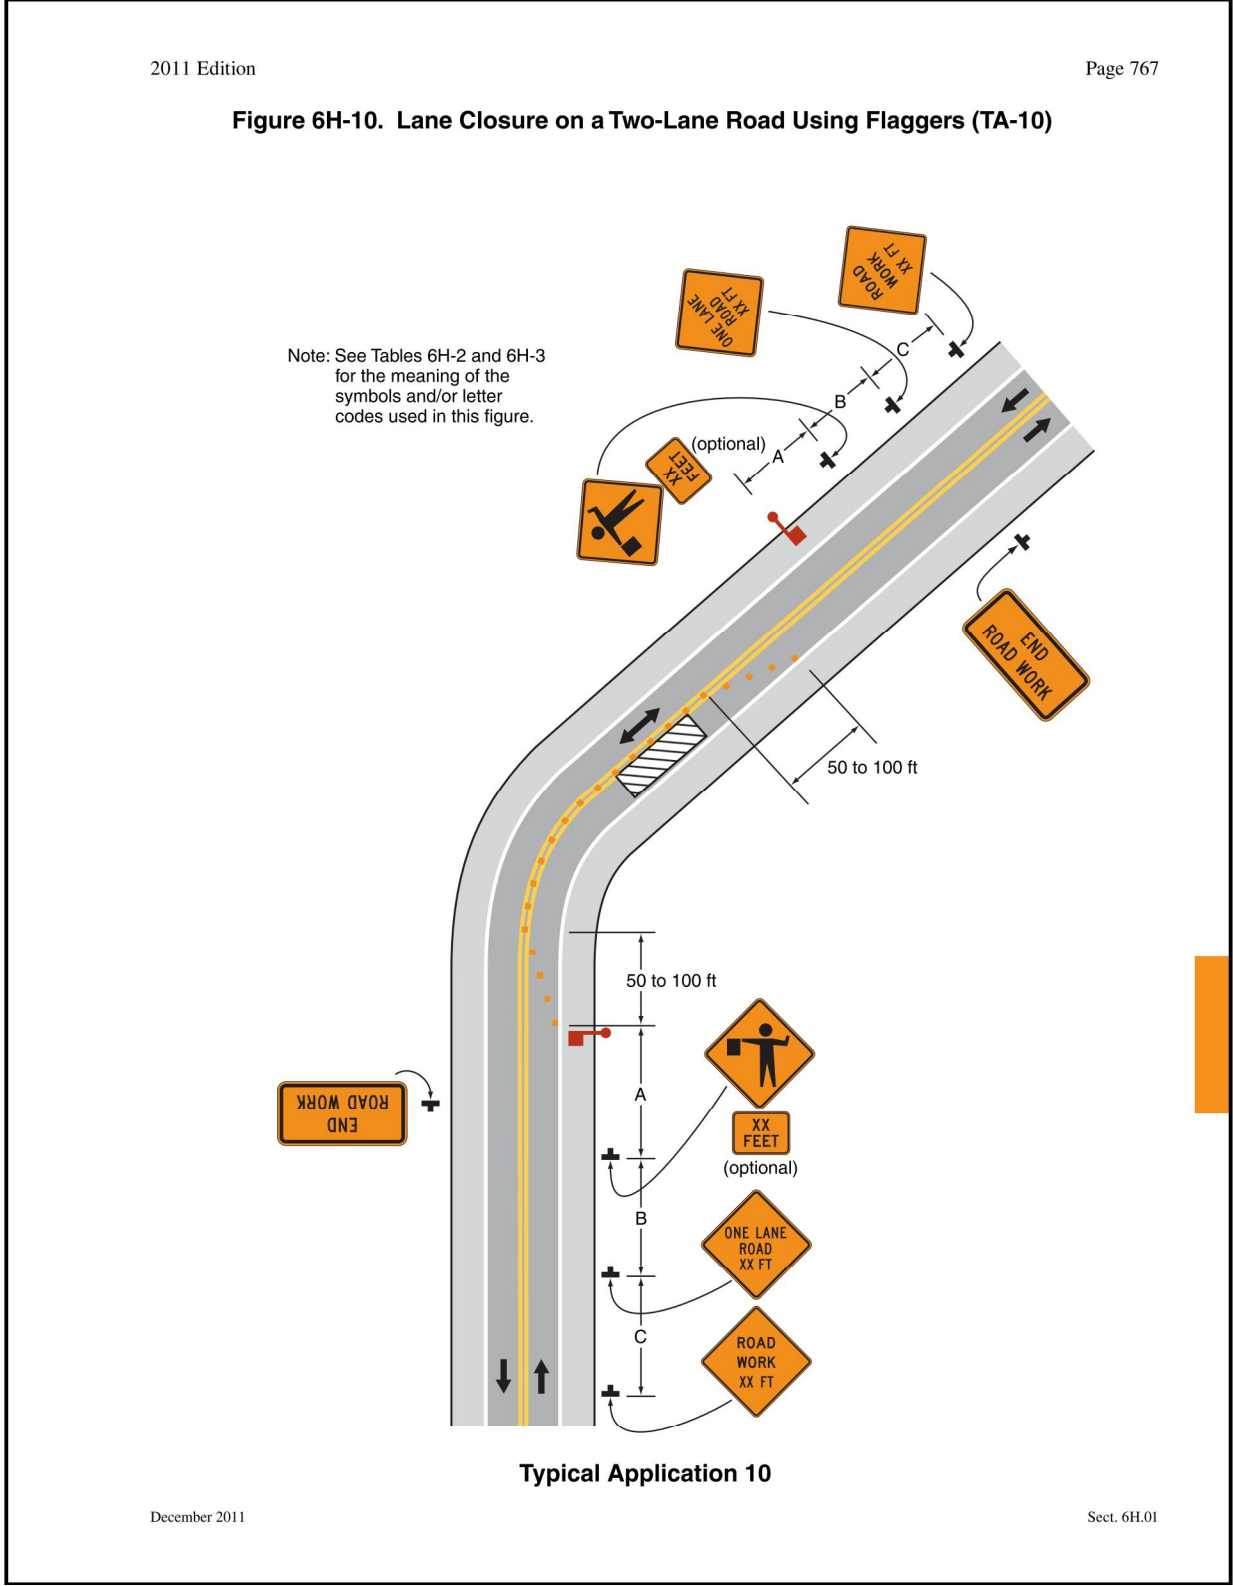 2011 Edition
Page 767
Figure 6H-10. Lane Closure on a Two-Lane Road Using Flaggers (TA-10)
ROAD
WORK
XX FT
ONE LANE
ROAD
XX FT
Note: See Tables 6H-2 and 6H-3
for the meaning of the
symbols and/or letter
codes used in this figure.
C
B
(optional)
A
XX
FEET
END
ROAD WORK
50 to 100 ft
50 to 100 ft
A
END
ROAD WORK
XX
FEET
(optional)
B
ONE LANE
ROAD
XX FT
C
ROAD
WORK
XX FT
Typical Application 10
December 2011
Sect. 6H.01